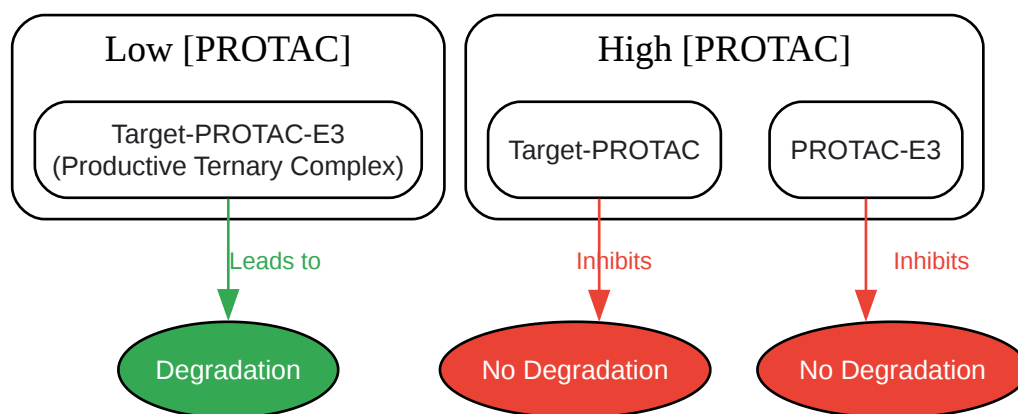 Low [PROTAC]
Target-PROTAC-E3
(Productive Ternary Complex)
Leads to
Degradation
High [PROTAC]
Target-PROTAC
PROTAC-E3
Inhibits
Inhibits
No Degradation
No Degradation